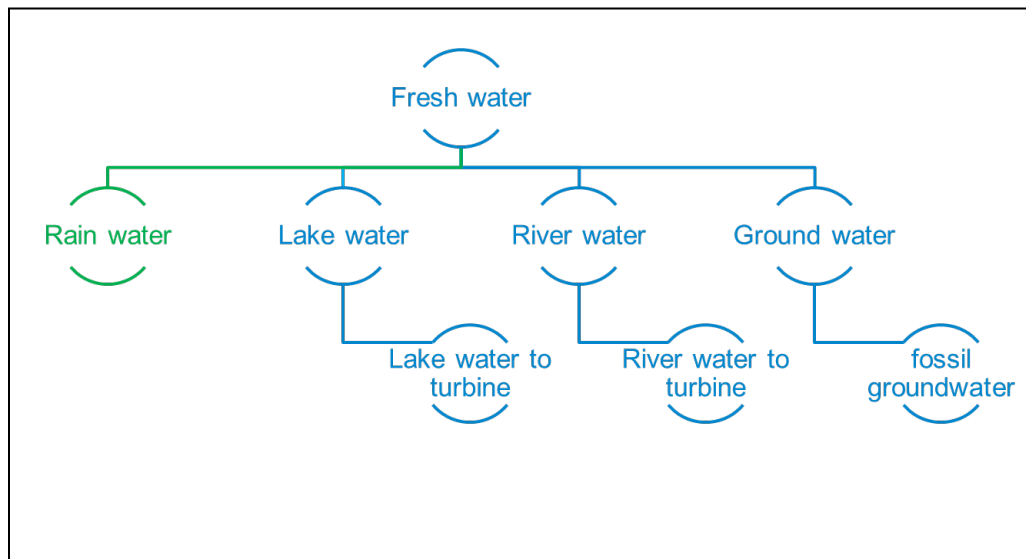 Fresh water
Rain water
Lake water
River water
Ground water
Lake water to
turbine
River water to
turbine
fossil
groundwater